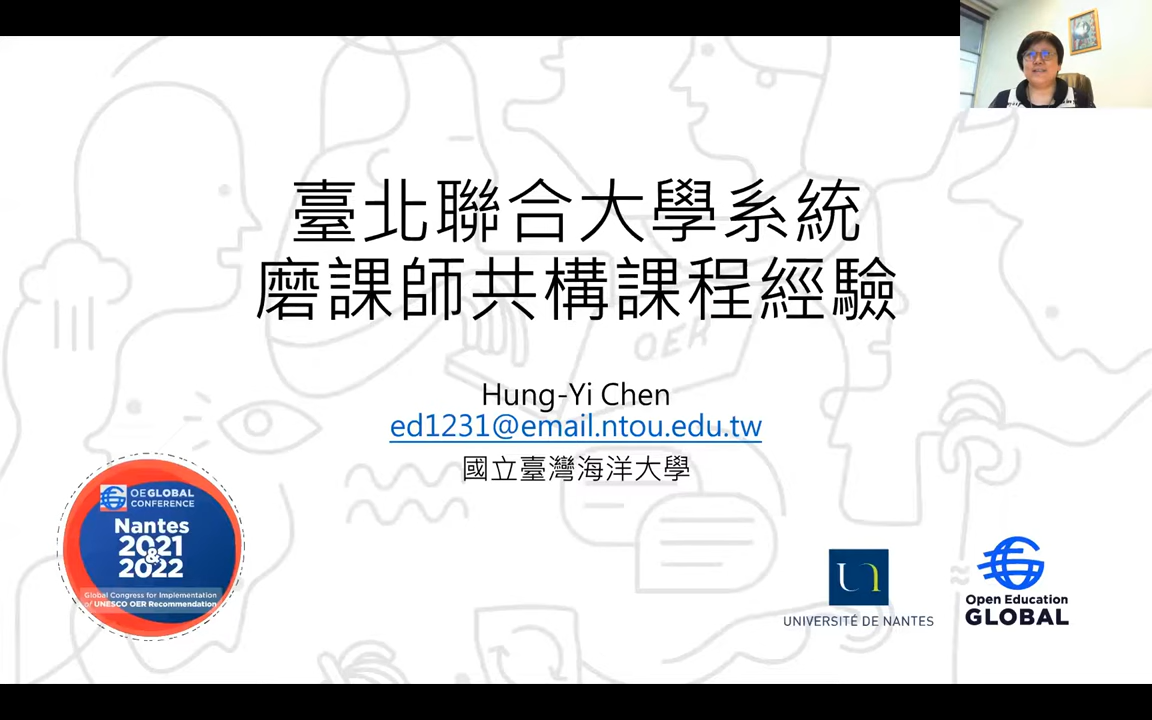 臺北聯合大學系統
磨課師共構課程經驗
OER
Hung-Yi Chen
ed1231@email.ntou.edu.tw
國立臺灣海洋大學
OEGLOBAL
CONFERENCE
Nantes
2021
&
2022
Global Congress for Implementation
of UNESCO OER Recommendation
UNIVERSITÉ DE NANTES
Open Education
GLOBAL